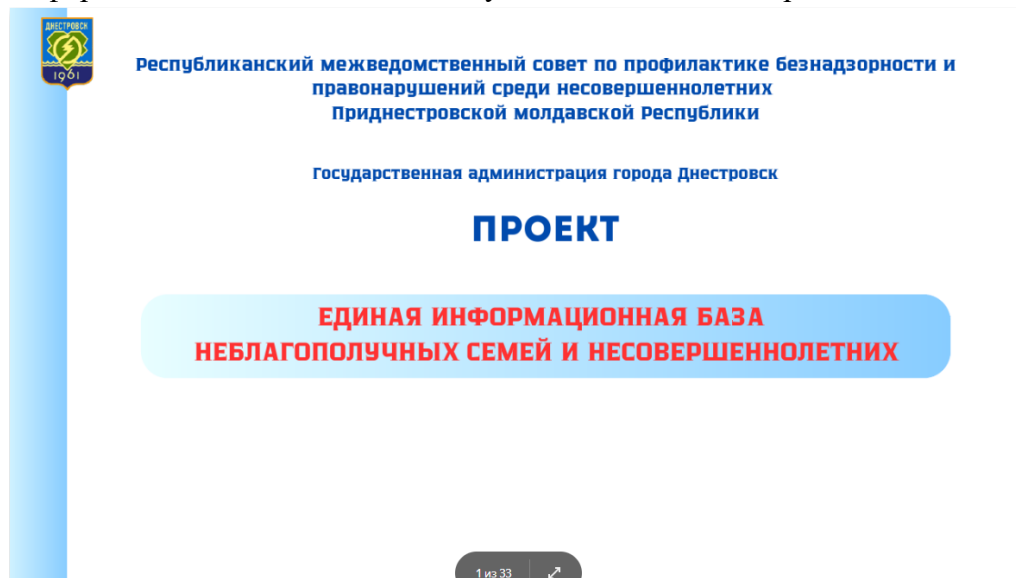 ДНЕСТРОВСК
1961
Республиканский межведомственный совет по профилактике безнадзорности и
правонарушений среди несовершеннолетних
Приднестровской молдавской Республики
Государственная администрация города Днестровск
ПРОЕКТ
ЕДИНАЯ ИНФОРМАЦИОННАЯ БАЗА
НЕБЛАГОПОЛУЧНЫХ СЕМЕЙ И НЕСОВЕРШЕННОЛЕТНИХ
1 из 33